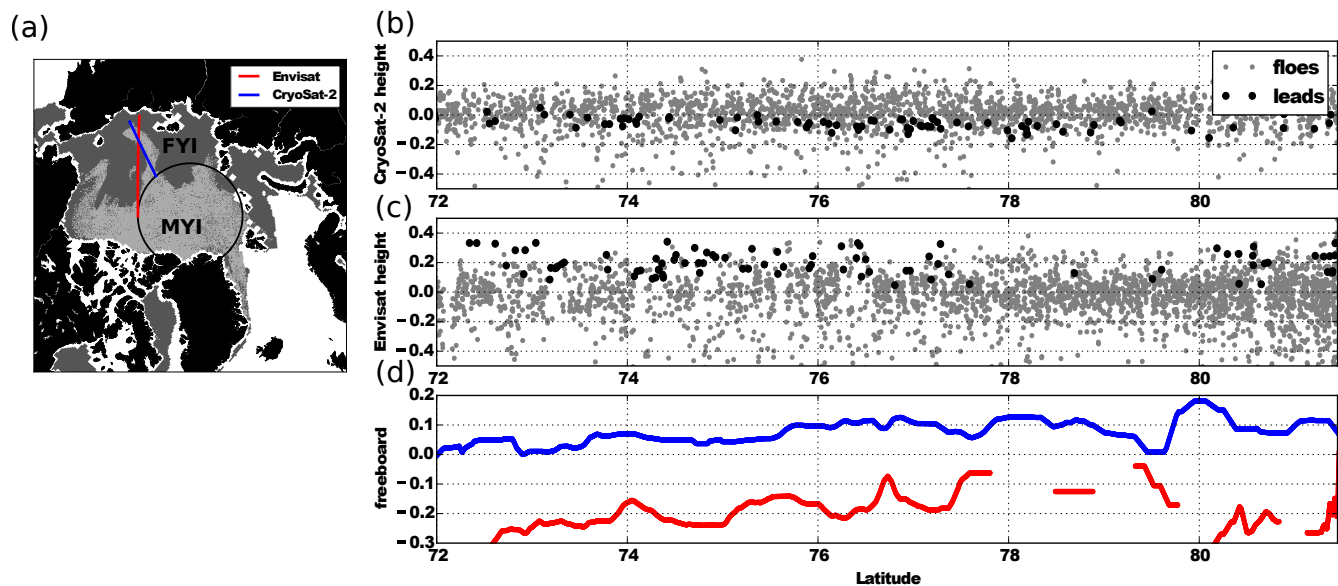 (a)
Envisat
CryoSat-2
FYI
MYI
(b)
CryoSat-2 height
0.4
0.2
0.0
−0.2
−0.4
floes
leads
72 74 76 78 80
(c)
Envisat height
0.4
0.2
0.0
−0.2
−0.4
72 74 76 78 80
(d)
freeboard
0.2
0.1
0.0
−0.1
−0.2
−0.3
72 74 76 78 80
Latitude